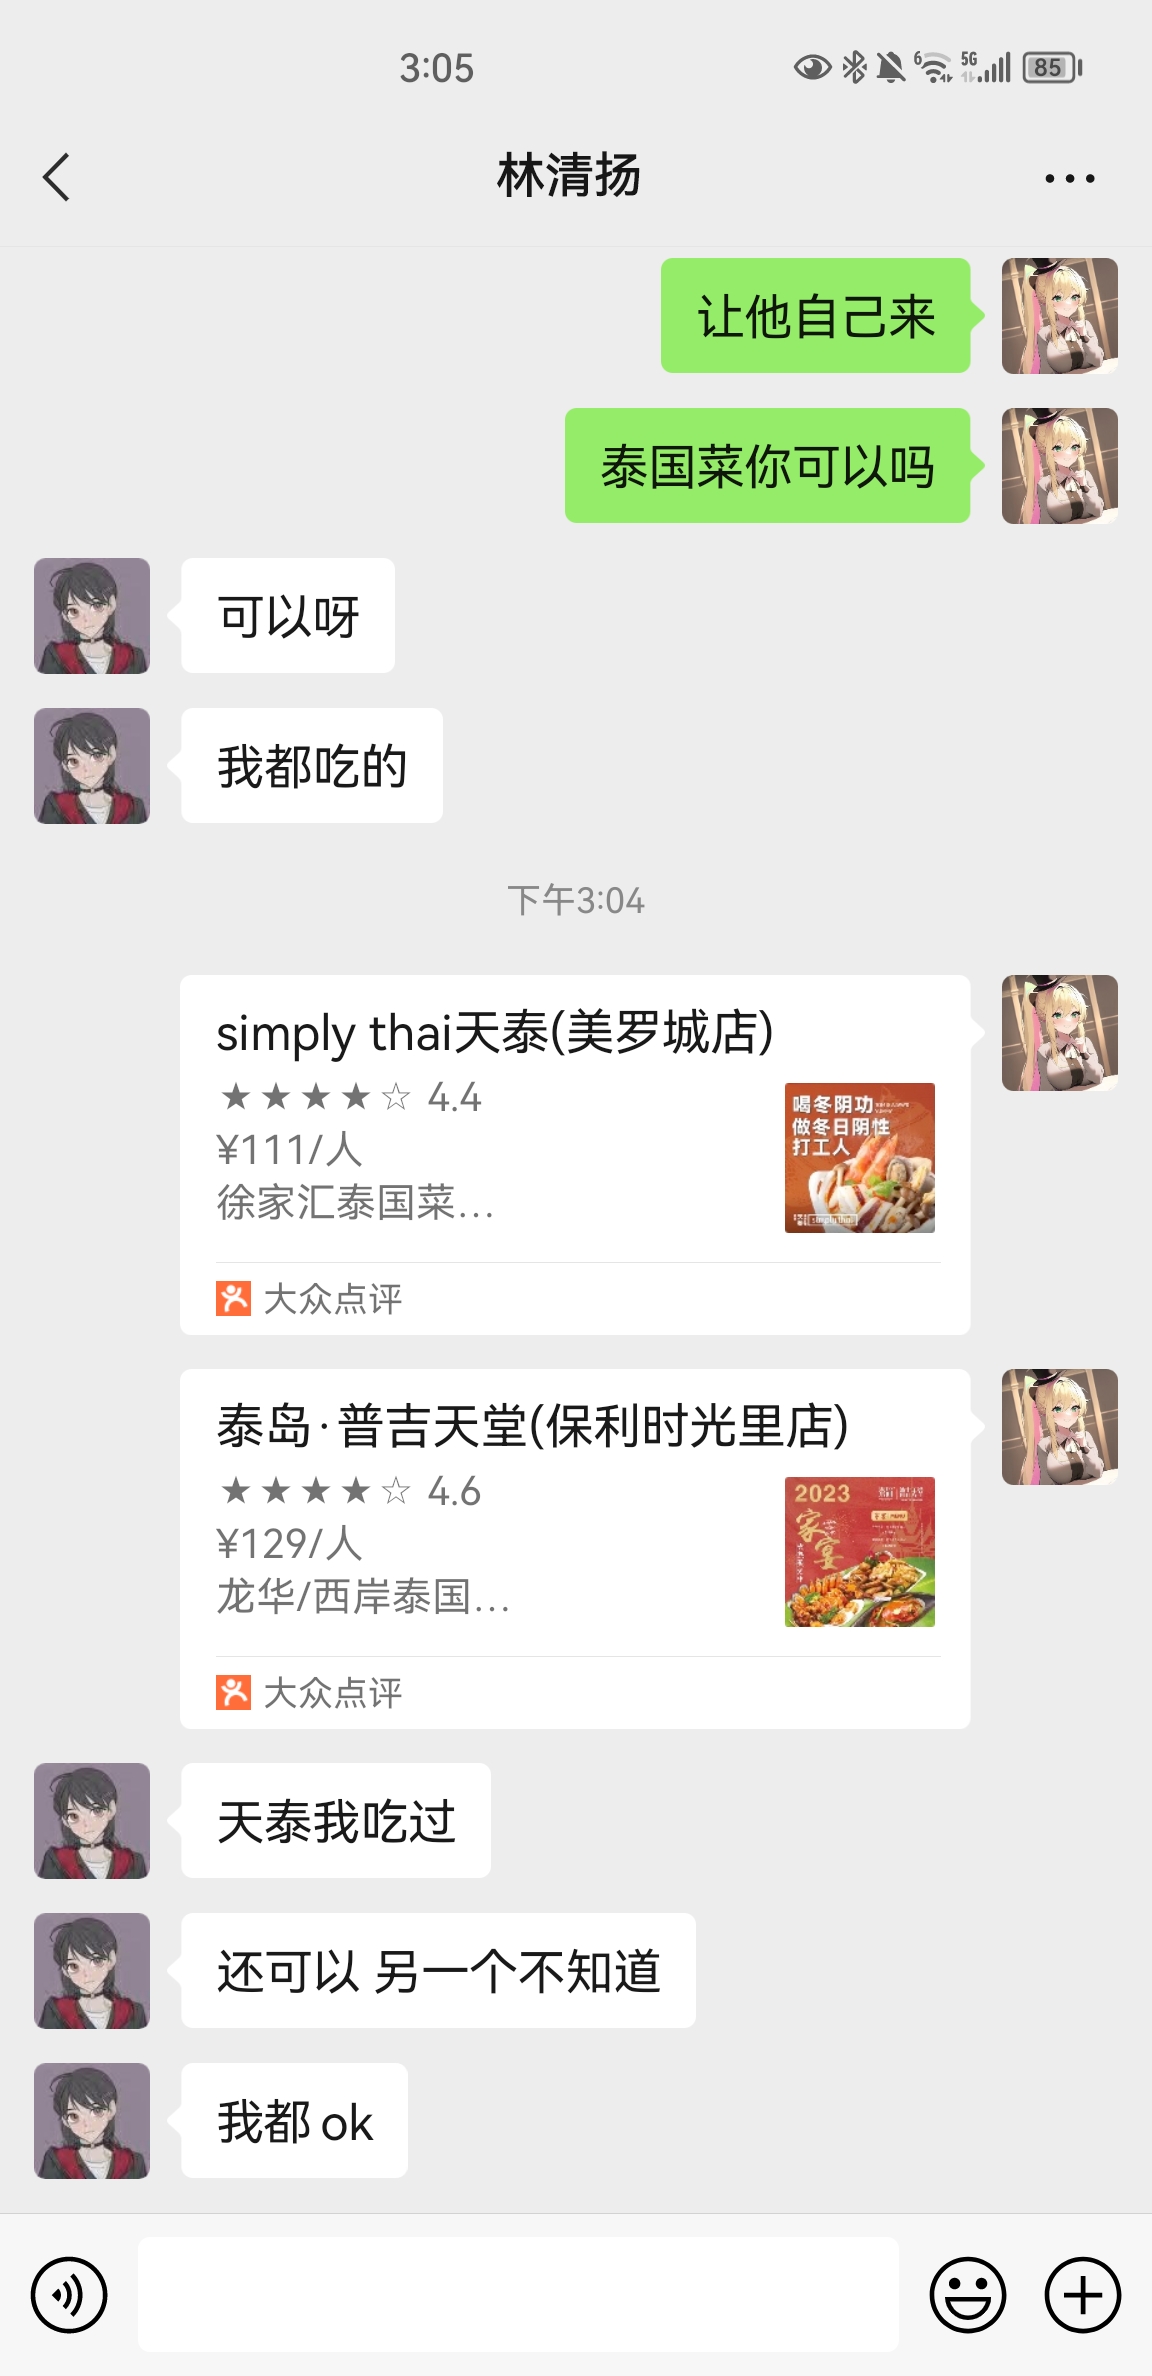 3:05
6
5G
85
林清扬
让他自己来
泰国菜你可以吗
可以呀
我都吃的
下午3:04
simply thai天泰(美罗城店)
★★★★☆ 4.4
¥111/人
徐家汇泰国菜...
喝冬阴功
做冬日阴性
打工人
simply thai
大众点评
泰岛·普吉天堂(保利时光里店)
★★★★☆ 4.6
¥129/人
龙华/西岸泰国...
2023
家宴
大众点评
天泰我吃过
还可以 另一个不知道
我都 ok